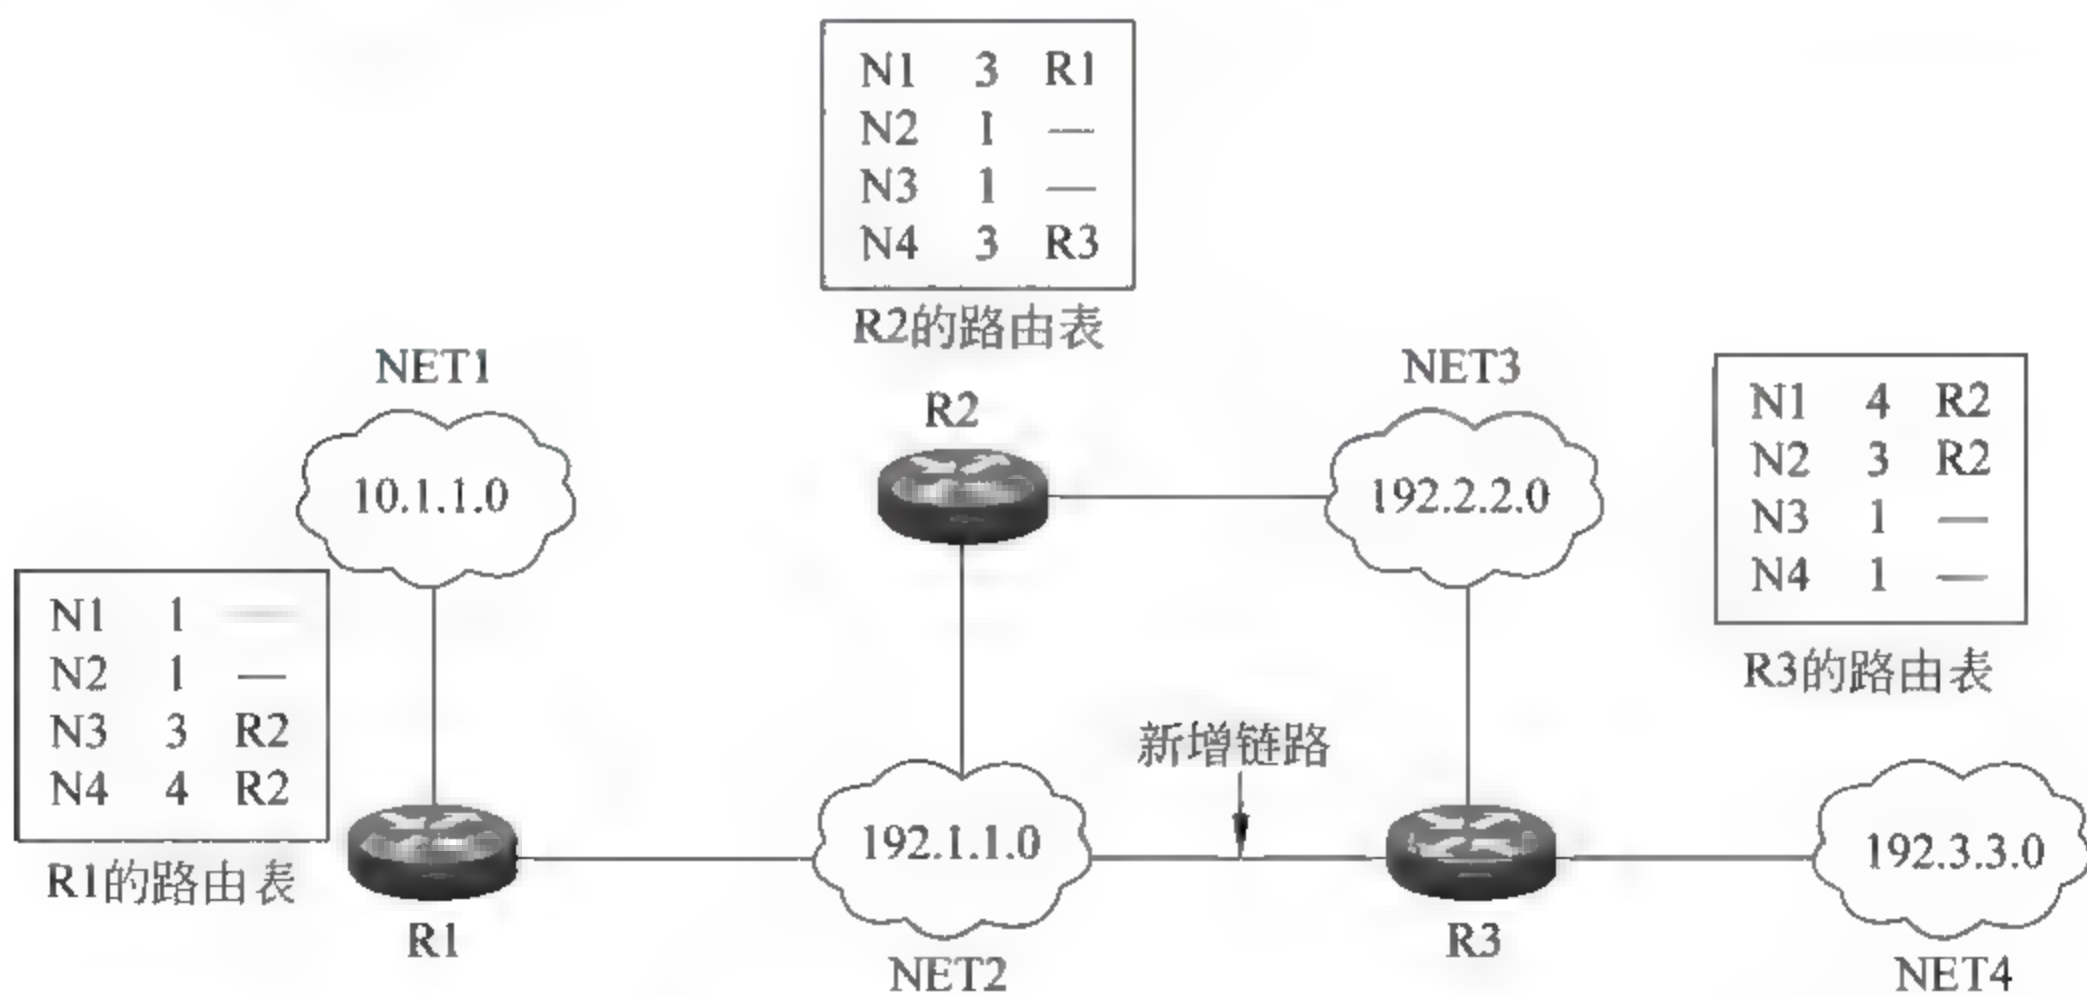 N1 3 R1
N2 1 —
N3 1 —
N4 3 R3
R2的路由表
NET1
10.1.1.0
R2
NET3
192.2.2.0
N1 4 R2
N2 3 R2
N3 1 —
N4 1 —
R3的路由表
N1 1 —
N2 1 —
N3 3 R2
N4 4 R2
R1的路由表
R1
新增链路
192.1.1.0
NET2
R3
192.3.3.0
NET4